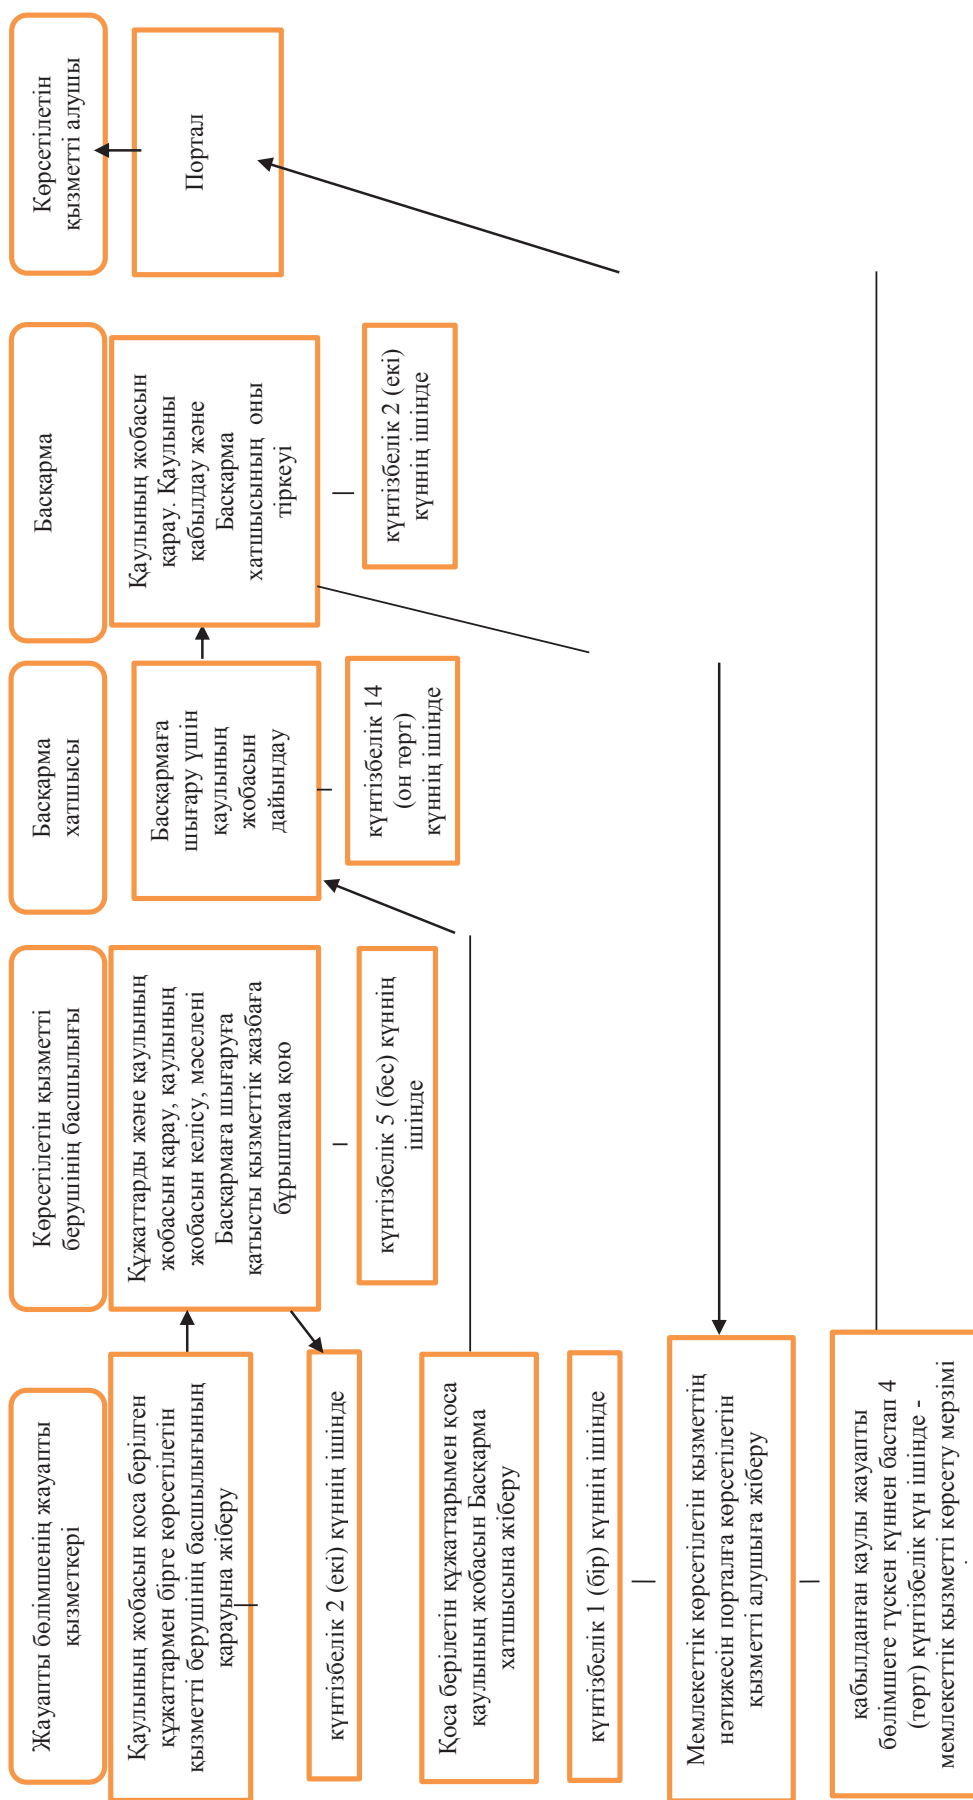 Жауапты бөлімшенің жауапты
қызметкері
Көрсетілетін қызметті
берушінің басшылығы
Басқарма
хатшысы
Басқарма
Көрсетілетін
қызметті алушы
Қаулының жобасын қоса берілген
құжаттармен бірге көрсетілетін
қызметті берушінің басшылығының
қарауына жіберу
Құжаттарды және қаулының
жобасын қарау, қаулының
жобасын келісу, мәселені
Басқармаға шығаруға
қатысты қызметтік жазбаға
бұрыштама қою
Басқармаға
шығару үшін
қаулының
жобасын
дайындау
Қаулының жобасын
қарау. Қаулыны
қабылдау және
Басқарма
хатшысының оны
тіркеуі
Портал
күнтізбелік 2 (екі) күннің ішінде
күнтізбелік 5 (бес) күннің
ішінде
күнтізбелік 14
(он төрт)
күннің ішінде
күнтізбелік 2 (екі)
күннің ішінде
Қоса берілетін құжаттарымен қоса
қаулының жобасын Басқарма
хатшысына жіберу
күнтізбелік 1 (бір) күннің ішінде
Мемлекеттік көрсетілетін қызметтің
нәтижесін порталға көрсетілетін
қызметті алушыға жіберу
қабылданған қаулы жауапты
бөлімшеге түскен күннен бастап 4
(төрт) күнтізбелік күн ішінде -
мемлекеттік қызметті көрсету мерзімі